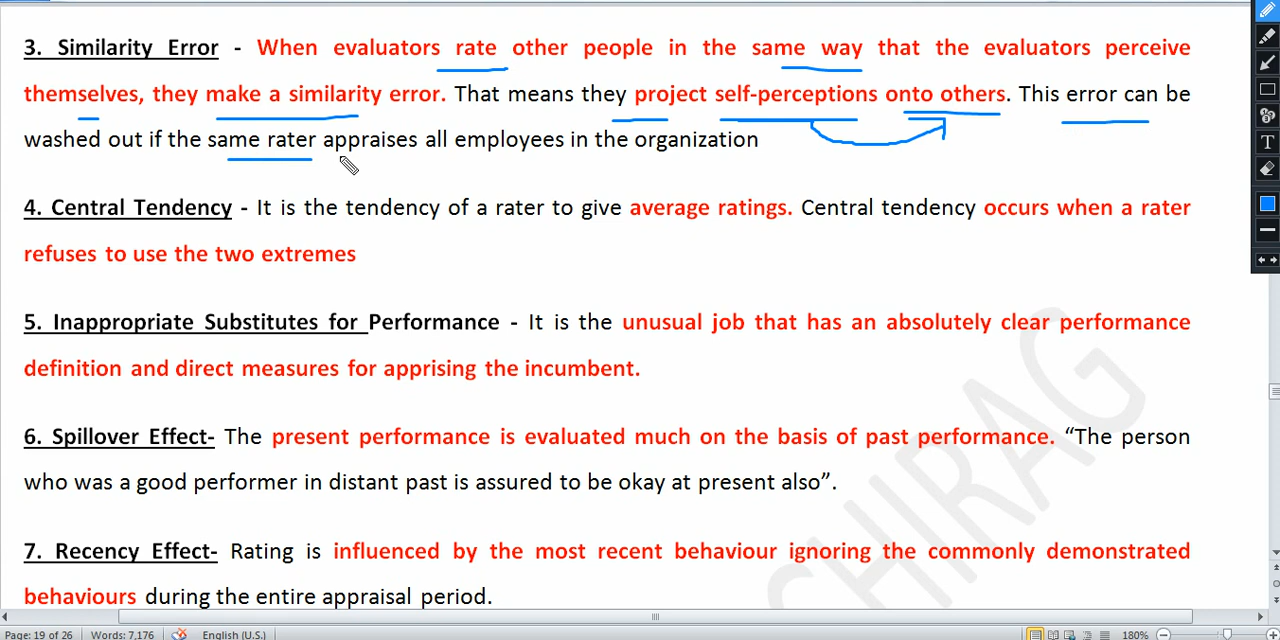 3. Similarity Error - When evaluators rate other people in the same way that the evaluators perceive
themselves, they make a similarity error. That means they project self-perceptions onto others. This error can be
washed out if the same rater appraises all employees in the organization
4. Central Tendency - It is the tendency of a rater to give average ratings. Central tendency occurs when a rater
refuses to use the two extremes
5. Inappropriate Substitutes for Performance - It is the unusual job that has an absolutely clear performance
definition and direct measures for apprising the incumbent.
6. Spillover Effect- The present performance is evaluated much on the basis of past performance. “The person
who was a good performer in distant past is assured to be okay at present also”.
7. Recency Effect- Rating is influenced by the most recent behaviour ignoring the commonly demonstrated
behaviours during the entire appraisal period.
CHIRAG
T
Page: 19 of 26 Words: 7,176 English (U.S.) 180%